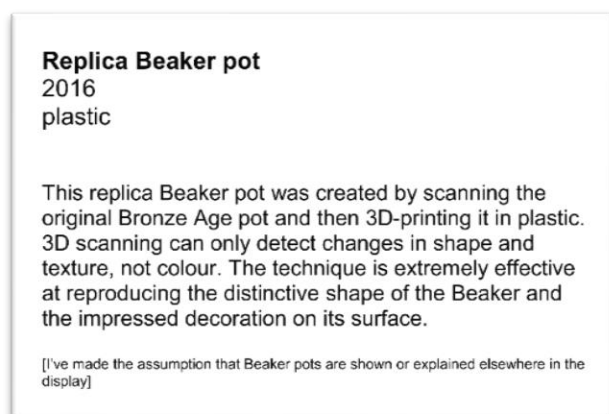 Replica Beaker pot
2016
plastic
This replica Beaker pot was created by scanning the
original Bronze Age pot and then 3D-printing it in plastic.
3D scanning can only detect changes in shape and
texture, not colour. The technique is extremely effective
at reproducing the distinctive shape of the Beaker and
the impressed decoration on its surface.
[I've made the assumption that Beaker pots are shown or explained elsewhere in the
display]